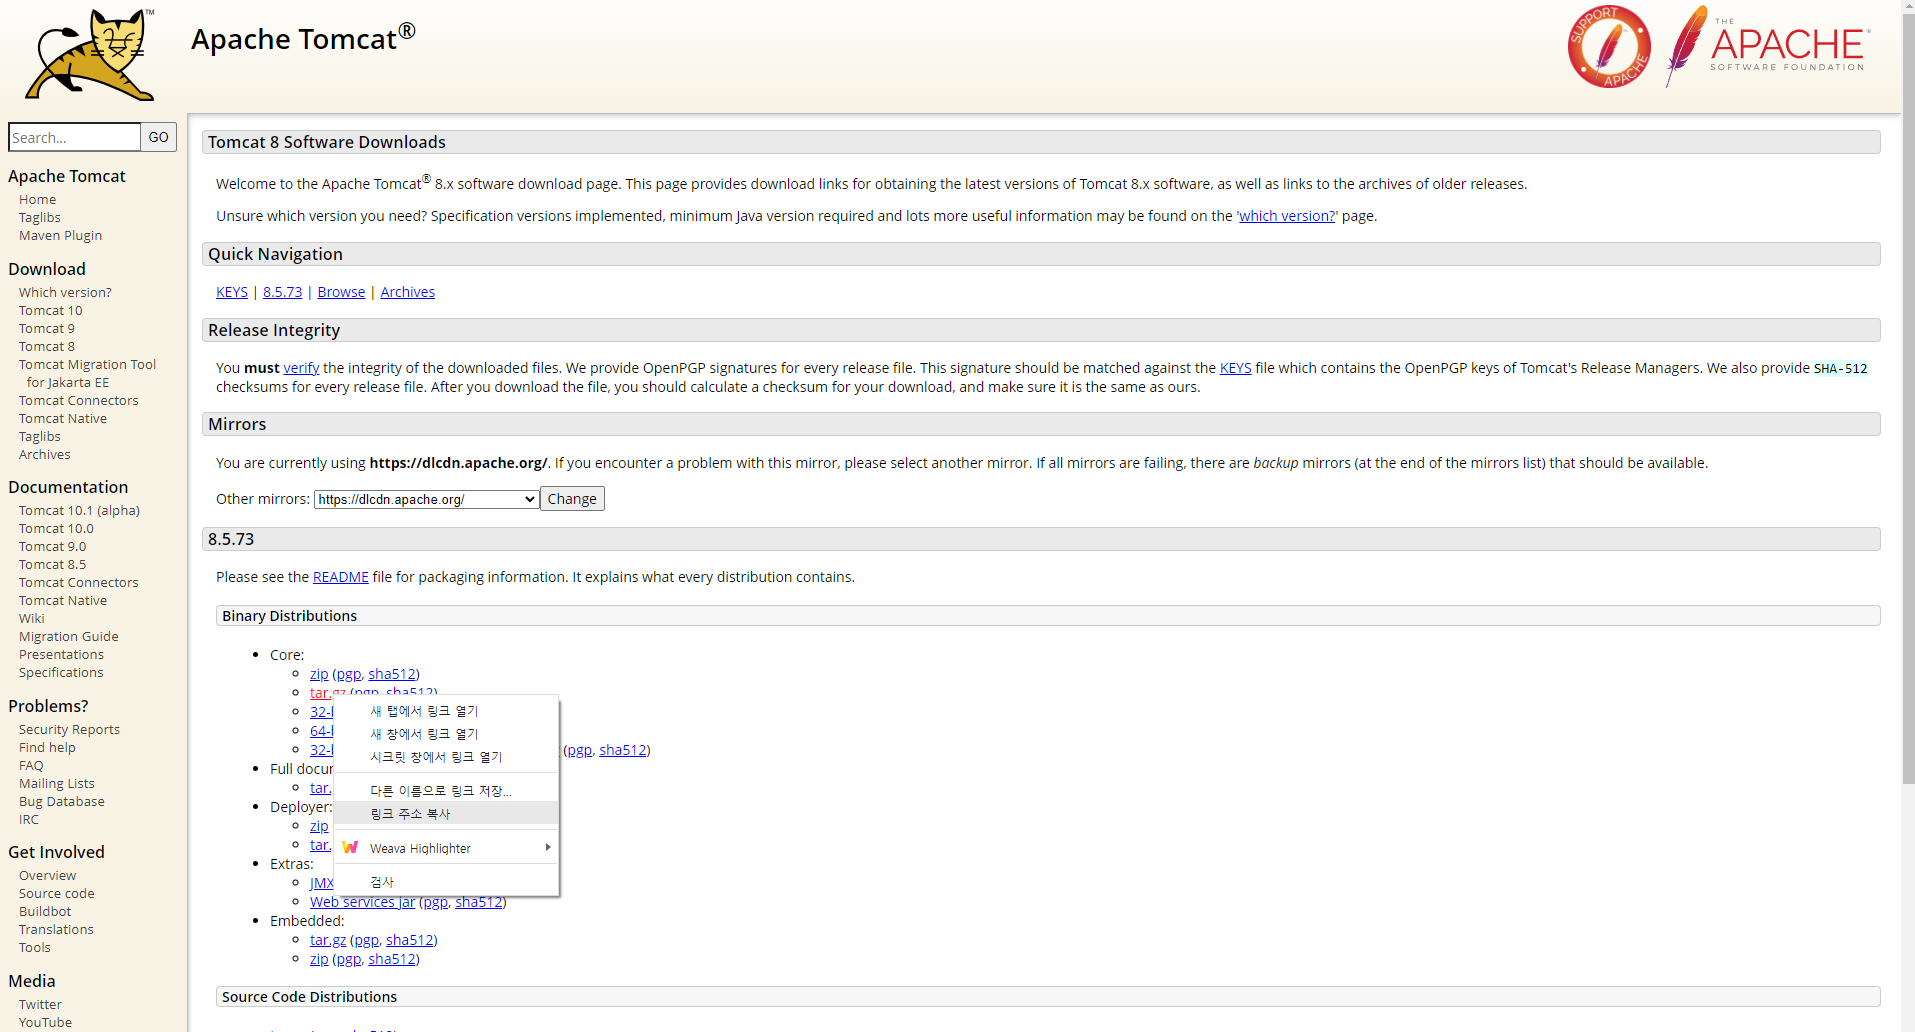 TM
Apache Tomcat®
SUPPORT APACHE
THE
APACHE®
SOFTWARE FOUNDATION
Search...
GO
Apache Tomcat
Home
Taglibs
Maven Plugin
Download
Which version?
Tomcat 10
Tomcat 9
Tomcat 8
Tomcat Migration Tool
for Jakarta EE
Tomcat Connectors
Tomcat Native
Taglibs
Archives
Documentation
Tomcat 10.1 (alpha)
Tomcat 10.0
Tomcat 9.0
Tomcat 8.5
Tomcat Connectors
Tomcat Native
Wiki
Migration Guide
Presentations
Specifications
Problems?
Security Reports
Find help
FAQ
Mailing Lists
Bug Database
IRC
Get Involved
Overview
Source code
Buildbot
Translations
Tools
Media
Twitter
YouTube
Tomcat 8 Software Downloads
Welcome to the Apache Tomcat® 8.x software download page. This page provides download links for obtaining the latest versions of Tomcat 8.x software, as well as links to the archives of older releases.
Unsure which version you need? Specification versions implemented, minimum Java version required and lots more useful information may be found on the 'which version?' page.
Quick Navigation
KEYS | 8.5.73 | Browse | Archives
Release Integrity
You must verify the integrity of the downloaded files. We provide OpenPGP signatures for every release file. This signature should be matched against the KEYS file which contains the OpenPGP keys of Tomcat's Release Managers. We also provide SHA-512
checksums for every release file. After you download the file, you should calculate a checksum for your download, and make sure it is the same as ours.
Mirrors
You are currently using https://dlcdn.apache.org/. If you encounter a problem with this mirror, please select another mirror. If all mirrors are failing, there are backup mirrors (at the end of the mirrors list) that should be available.
Other mirrors: https://dlcdn.apache.org/ Change
8.5.73
Please see the README file for packaging information. It explains what every distribution contains.
Binary Distributions
Core:
zip (pgp, sha512)
tar.gz (pgp, sha512)
32-
64-
32- (pgp, sha512)
Full docu
tar.
Deployer:
zip
tar.
Extras:
JMX
Web services jar (pgp, sha512)
Embedded:
tar.gz (pgp, sha512)
zip (pgp, sha512)
Source Code Distributions
새 탭에서 링크 열기
새 창에서 링크 열기
시크릿 창에서 링크 열기
다른 이름으로 링크 저장...
링크 주소 복사
Weava Highlighter
검사